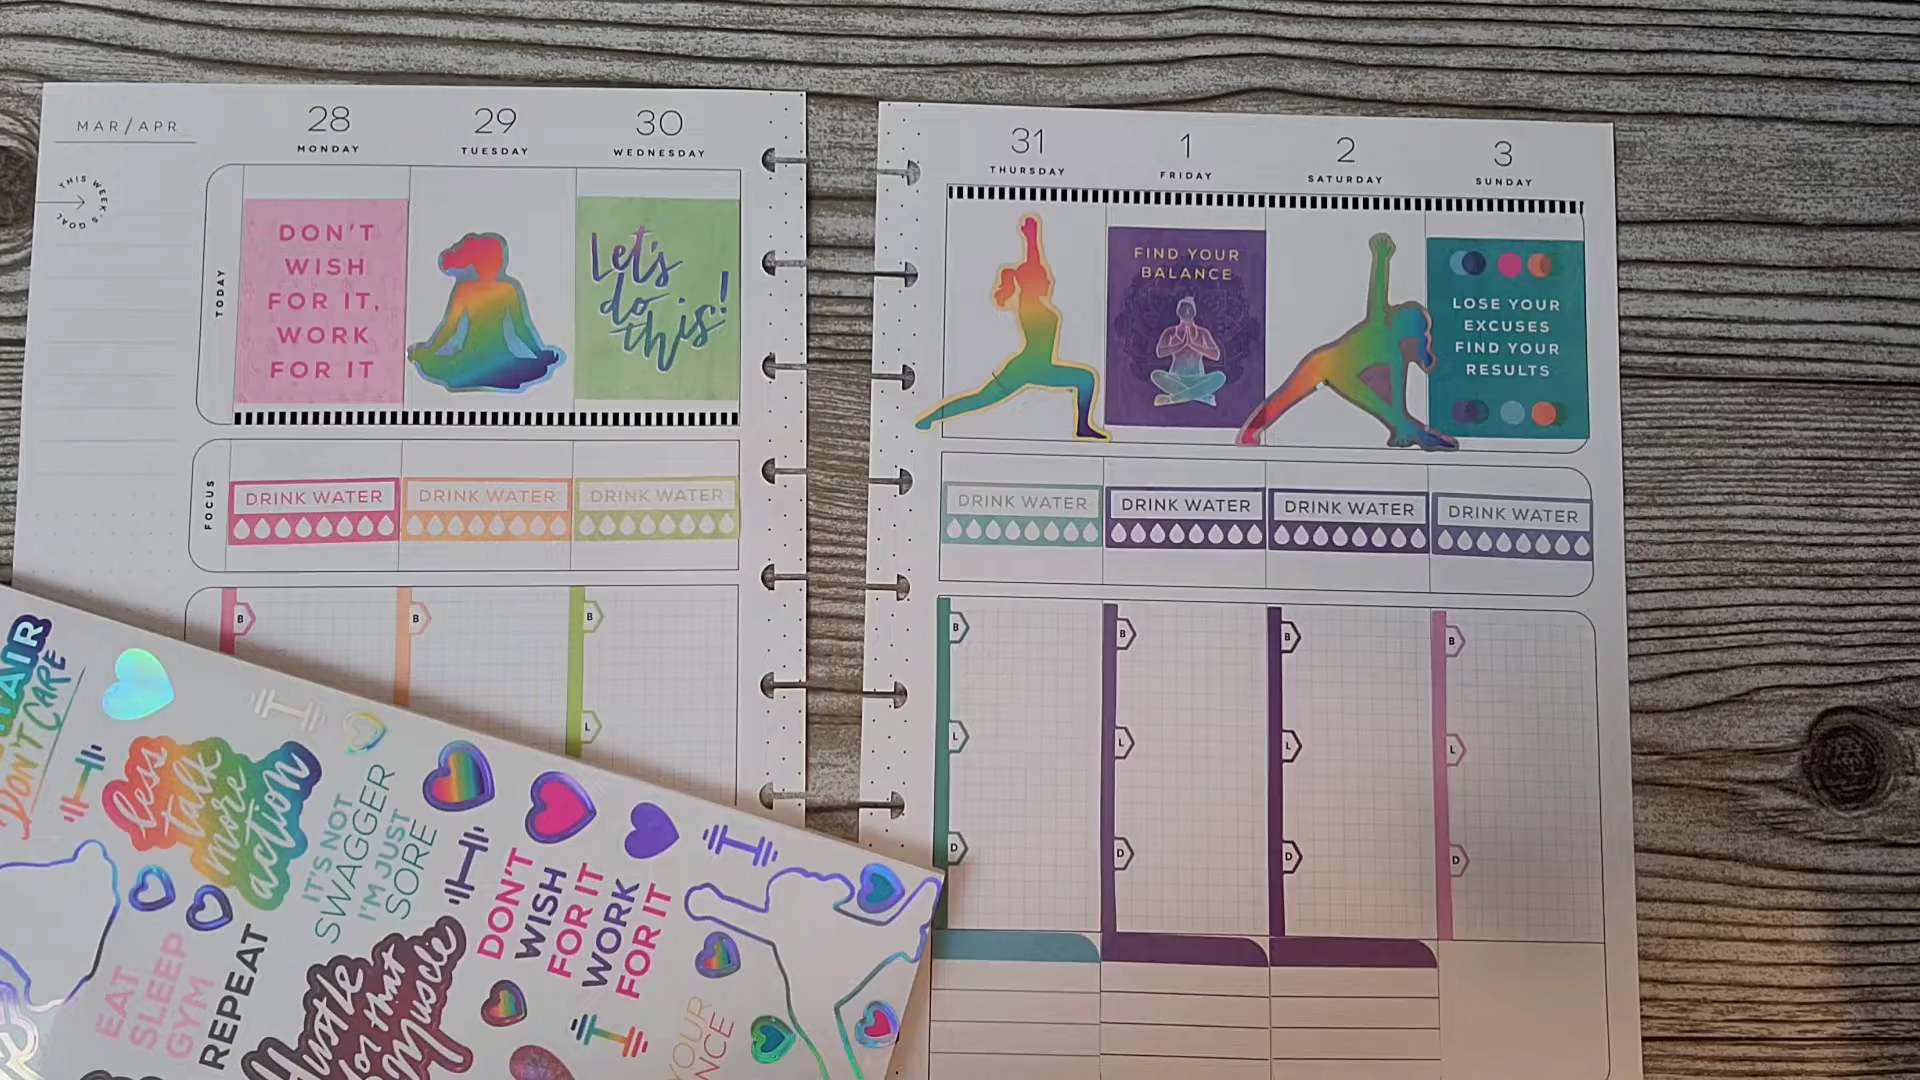 MAR/APR
28
MONDAY
29
TUESDAY
30
WEDNESDAY
31
THURSDAY
1
FRIDAY
2
SATURDAY
3
SUNDAY
THIS WEEK'S GOAL
TODAY
DON'T
WISH
FOR IT,
WORK
FOR IT
Let's
do
this!
FIND YOUR
BALANCE
LOSE YOUR
EXCUSES
FIND YOUR
RESULTS
FOCUS
DRINK WATER
DRINK WATER
DRINK WATER
DRINK WATER
DRINK WATER
DRINK WATER
DRINK WATER
B
B
B
B
B
B
B
L
L
L
L
L
D
D
D
D
DON'T CARE
less
talk
more
action
IT'S NOT
SWAGGER
I'M JUST
SORE
DON'T
WISH
FOR IT
WORK
FOR IT
EAT
SLEEP
GYM
REPEAT
Hustle
for that
Muscle
YOUR